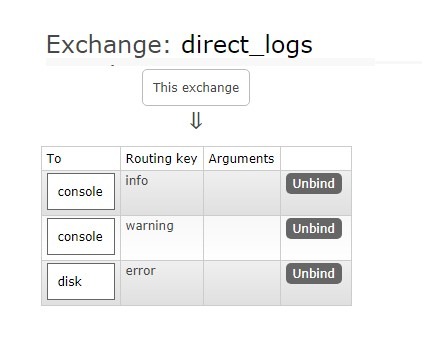 Exchange: direct_logs
This exchange
⇓
To Routing key Arguments
console info Unbind
console warning Unbind
disk error Unbind